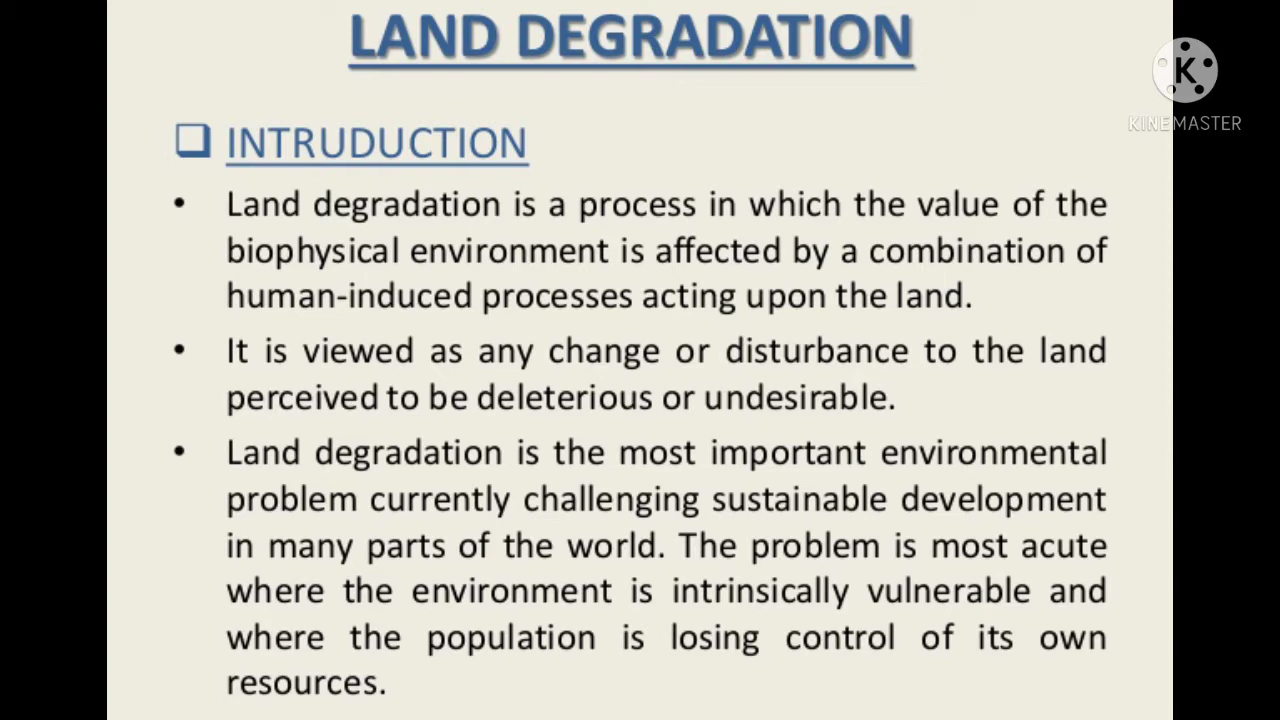 LAND DEGRADATION
K
KINEMASTER
❑ INTRUDUCTION
• Land degradation is a process in which the value of the
biophysical environment is affected by a combination of
human-induced processes acting upon the land.
• It is viewed as any change or disturbance to the land
perceived to be deleterious or undesirable.
• Land degradation is the most important environmental
problem currently challenging sustainable development
in many parts of the world. The problem is most acute
where the environment is intrinsically vulnerable and
where the population is losing control of its own
resources.